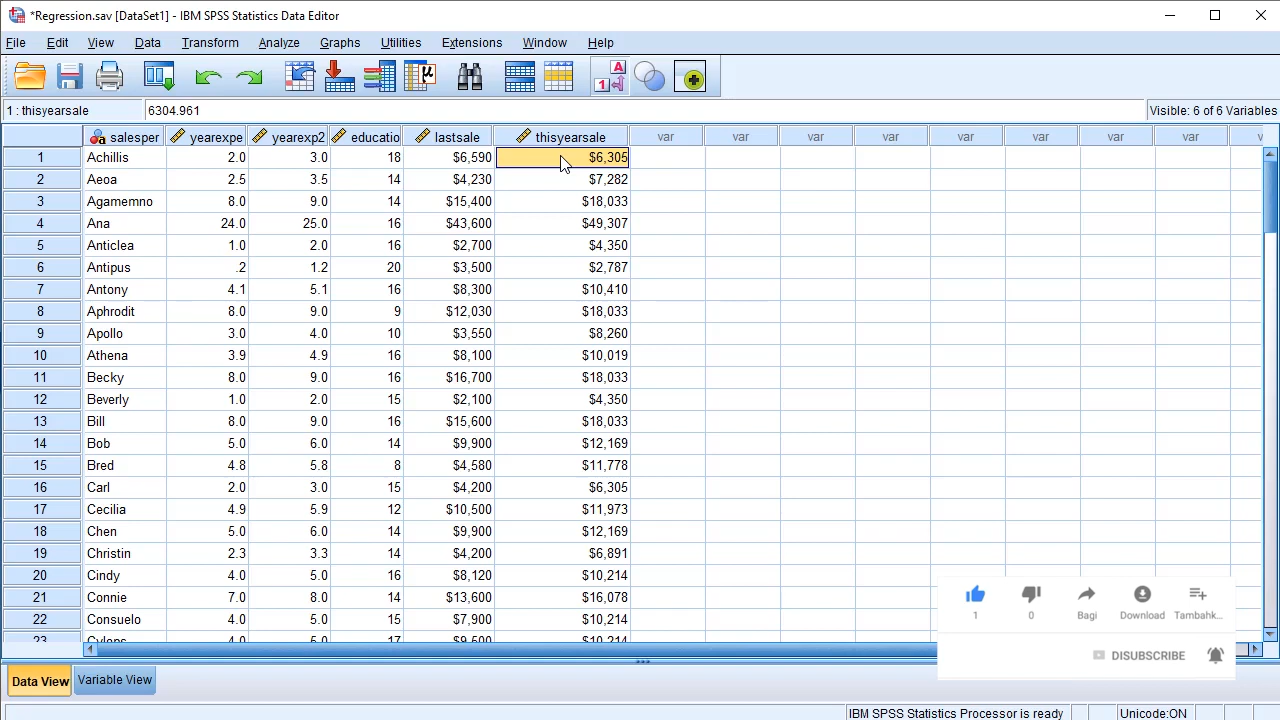 *Regression.sav [DataSet1] - IBM SPSS Statistics Data Editor
File Edit View Data Transform Analyze Graphs Utilities Extensions Window Help
1 : thisyearsale 6304.961 Visible: 6 of 6 Variables
salesper yearexpe yearexp2 educatio lastsale thisyearsale var var var var var var var var
1 Achillis 2.0 3.0 18 $6,590 $6,305
2 Aeoa 2.5 3.5 14 $4,230 $7,282
3 Agamemno 8.0 9.0 14 $15,400 $18,033
4 Ana 24.0 25.0 16 $43,600 $49,307
5 Anticlea 1.0 2.0 16 $2,700 $4,350
6 Antipus .2 1.2 20 $3,500 $2,787
7 Antony 4.1 5.1 16 $8,300 $10,410
8 Aphrodit 8.0 9.0 9 $12,030 $18,033
9 Apollo 3.0 4.0 10 $3,550 $8,260
10 Athena 3.9 4.9 16 $8,100 $10,019
11 Becky 8.0 9.0 16 $16,700 $18,033
12 Beverly 1.0 2.0 15 $2,100 $4,350
13 Bill 8.0 9.0 16 $15,600 $18,033
14 Bob 5.0 6.0 14 $9,900 $12,169
15 Bred 4.8 5.8 8 $4,580 $11,778
16 Carl 2.0 3.0 15 $4,200 $6,305
17 Cecilia 4.9 5.9 12 $10,500 $11,973
18 Chen 5.0 6.0 14 $9,900 $12,169
19 Christin 2.3 3.3 14 $4,200 $6,891
20 Cindy 4.0 5.0 16 $8,120 $10,214
21 Connie 7.0 8.0 14 $13,600 $16,078
22 Consuelo 4.0 5.0 15 $7,900 $10,214
23 4.0 5.0 17 $9,500 $10,214
1 0 Bagi Download Tambahk...
DISUBSCRIBE
Data View Variable View
IBM SPSS Statistics Processor is ready Unicode:ON